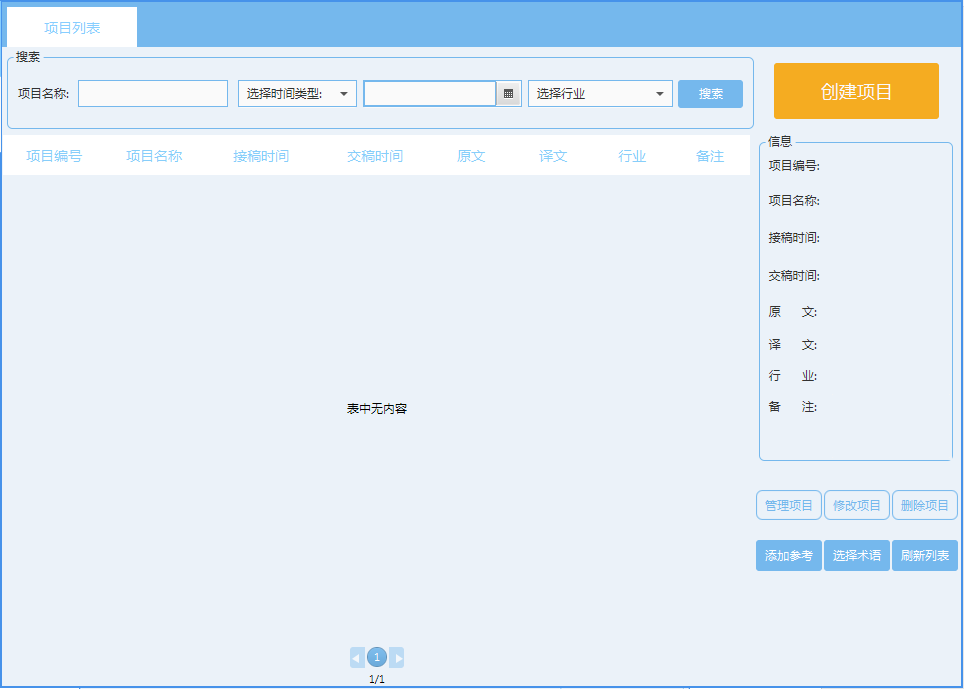 项目列表
搜索
项目名称: 选择时间类型: 选择行业 搜索
创建项目
项目编号 项目名称 接稿时间 交稿时间 原文 译文 行业 备注
表中无内容
1
1/1
信息
项目编号:
项目名称:
接稿时间:
交稿时间:
原 文:
译 文:
行 业:
备 注:
管理项目 修改项目 删除项目
添加参考 选择术语 刷新列表